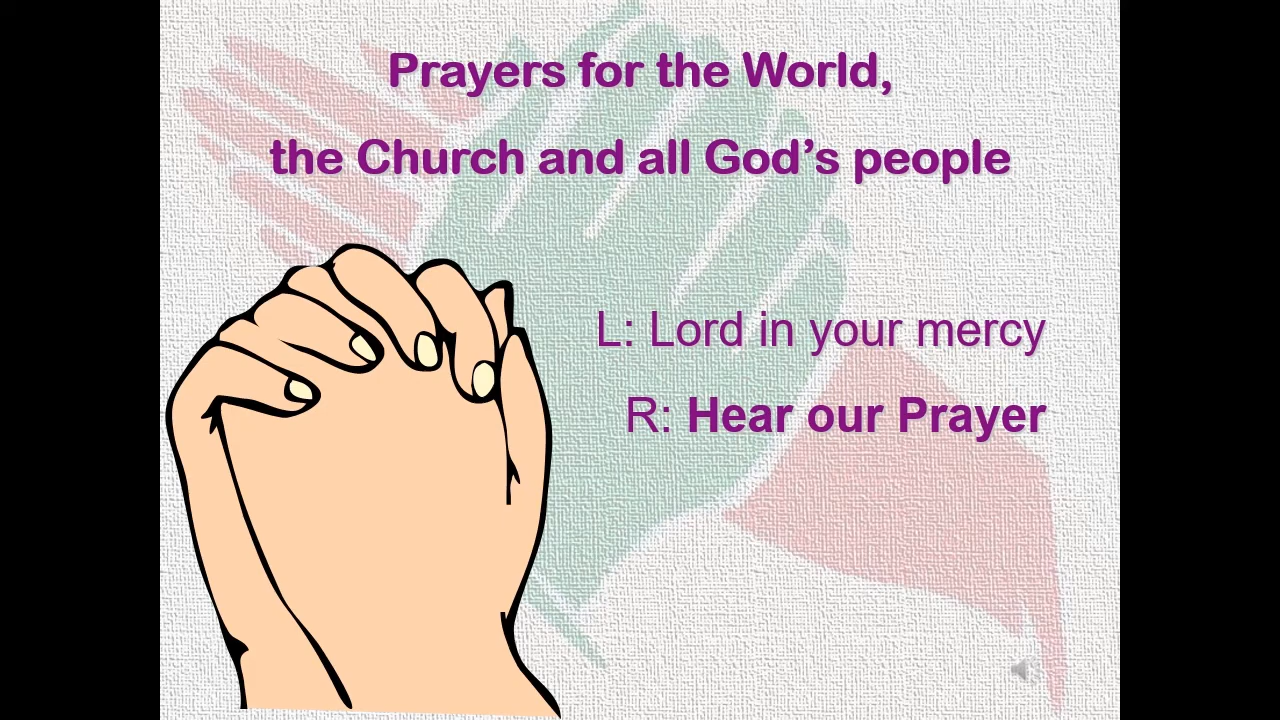 Prayers for the World,
the Church and all God’s people
L: Lord in your mercy
R: Hear our Prayer